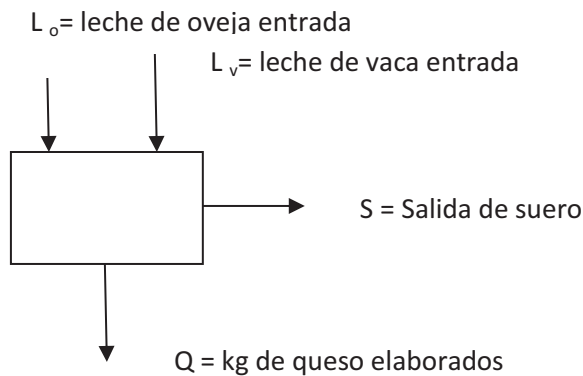 L o= leche de oveja entrada
L v= leche de vaca entrada
S = Salida de suero
Q = kg de queso elaborados